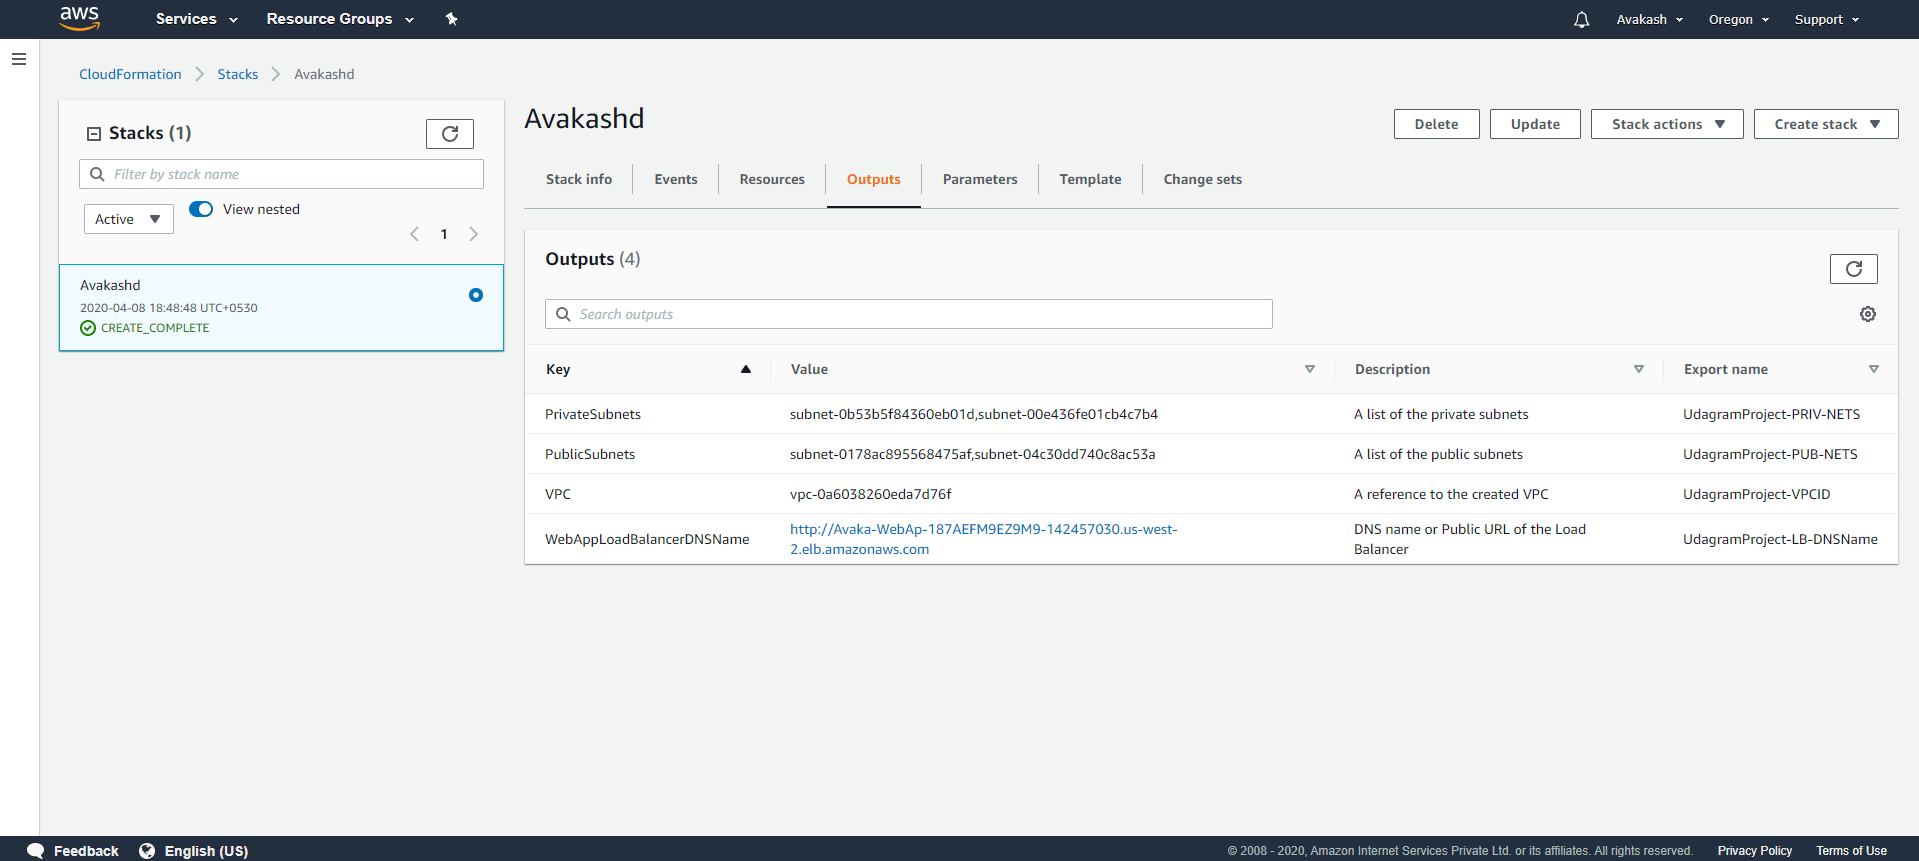 aws Services Resource Groups Avakash Oregon Support
CloudFormation Stacks Avakashd
Stacks (1)
Filter by stack name
Active View nested
1
Avakashd
2020-04-08 18:48:48 UTC+0530
CREATE_COMPLETE
Avakashd
Delete Update Stack actions Create stack
Stack info Events Resources Outputs Parameters Template Change sets
Outputs (4)
Search outputs
Key Value Description Export name
PrivateSubnets subnet-0b53b5f84360eb01d,subnet-00e436fe01cb4c7b4 A list of the private subnets UdagramProject-PRIV-NETS
PublicSubnets subnet-0178ac895568475af,subnet-04c30dd740c8ac53a A list of the public subnets UdagramProject-PUB-NETS
VPC vpc-0a6038260eda7d76f A reference to the created VPC UdagramProject-VPCID
WebAppLoadBalancerDNSName http://Avaka-WebAp-187AEFM9EZ9M9-142457030.us-west-
2.elb.amazonaws.com DNS name or Public URL of the Load
Balancer UdagramProject-LB-DNSName
Feedback English (US) © 2008 - 2020, Amazon Internet Services Private Ltd. or its affiliates. All rights reserved. Privacy Policy Terms of Use